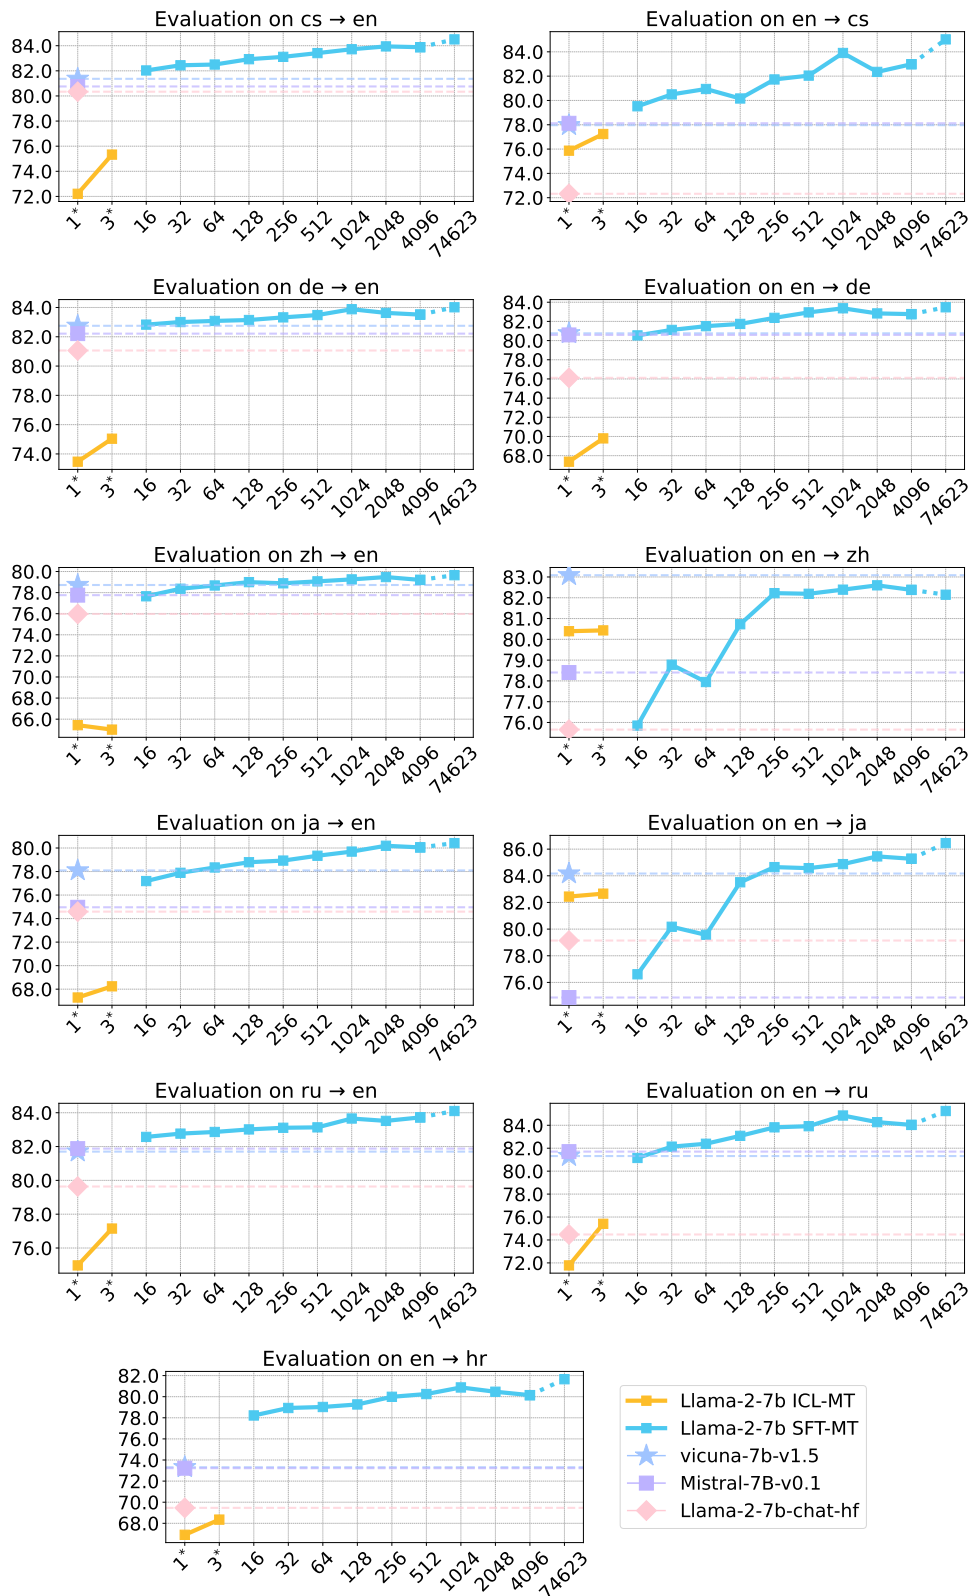 Evaluation on cs → en
84.0
82.0
80.0
78.0
76.0
74.0
72.0
1* 3* 16 32 64 128 256 512 1024 2048 4096 74623
Evaluation on en → cs
84.0
82.0
80.0
78.0
76.0
74.0
72.0
1* 3* 16 32 64 128 256 512 1024 2048 4096 74623
Evaluation on de → en
84.0
82.0
80.0
78.0
76.0
74.0
1* 3* 16 32 64 128 256 512 1024 2048 4096 74623
Evaluation on en → de
84.0
82.0
80.0
78.0
76.0
74.0
72.0
70.0
68.0
1* 3* 16 32 64 128 256 512 1024 2048 4096 74623
Evaluation on zh → en
80.0
78.0
76.0
74.0
72.0
70.0
68.0
66.0
1* 3* 16 32 64 128 256 512 1024 2048 4096 74623
Evaluation on en → zh
83.0
82.0
81.0
80.0
79.0
78.0
77.0
76.0
1* 3* 16 32 64 128 256 512 1024 2048 4096 74623
Evaluation on ja → en
80.0
78.0
76.0
74.0
72.0
70.0
68.0
1* 3* 16 32 64 128 256 512 1024 2048 4096 74623
Evaluation on en → ja
86.0
84.0
82.0
80.0
78.0
76.0
1* 3* 16 32 64 128 256 512 1024 2048 4096 74623
Evaluation on ru → en
84.0
82.0
80.0
78.0
76.0
1* 3* 16 32 64 128 256 512 1024 2048 4096 74623
Evaluation on en → ru
84.0
82.0
80.0
78.0
76.0
74.0
72.0
1* 3* 16 32 64 128 256 512 1024 2048 4096 74623
Evaluation on en → hr
82.0
80.0
78.0
76.0
74.0
72.0
70.0
68.0
1* 3* 16 32 64 128 256 512 1024 2048 4096 74623
Llama-2-7b ICL-MT
Llama-2-7b SFT-MT
vicuna-7b-v1.5
Mistral-7B-v0.1
Llama-2-7b-chat-hf